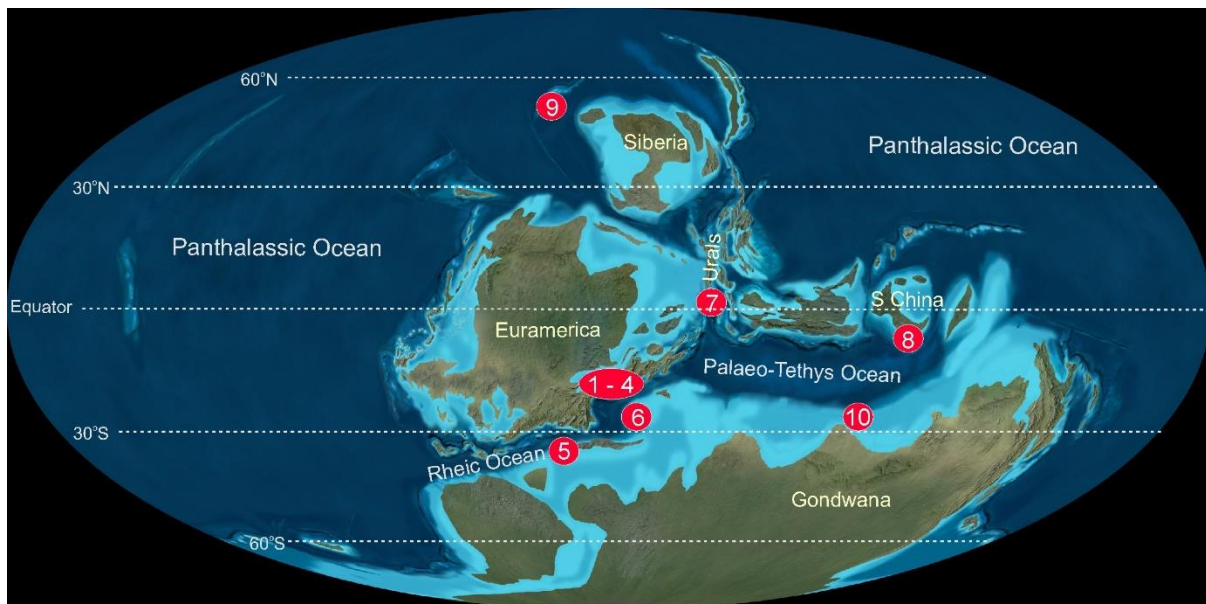 60°N
9
Siberia
Panthalassic Ocean
30°N
Panthalassic Ocean
Urals
Equator
7
S China
Euramerica
8
Palaeo-Tethys Ocean
1 - 4
6
10
30°S
5
Rheic Ocean
Gondwana
60°S